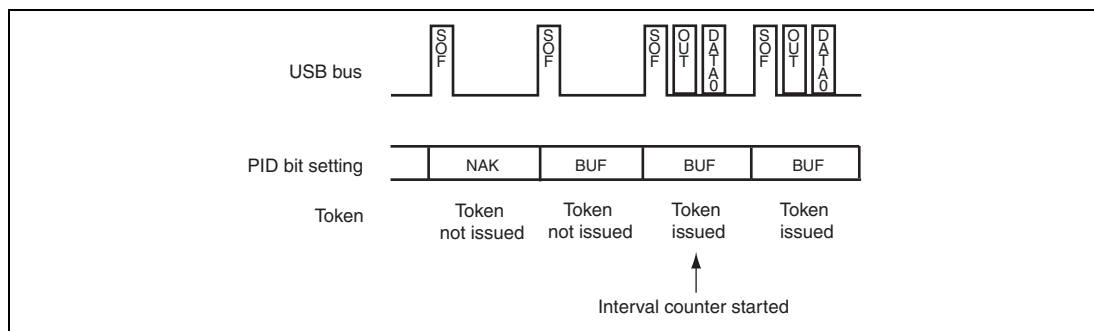 SOF SOF SOF OUT DATA0 SOF OUT DATA0
USB bus
PID bit setting NAK BUF BUF BUF
Token Token Token Token Token
not issued not issued issued issued
Interval counter started